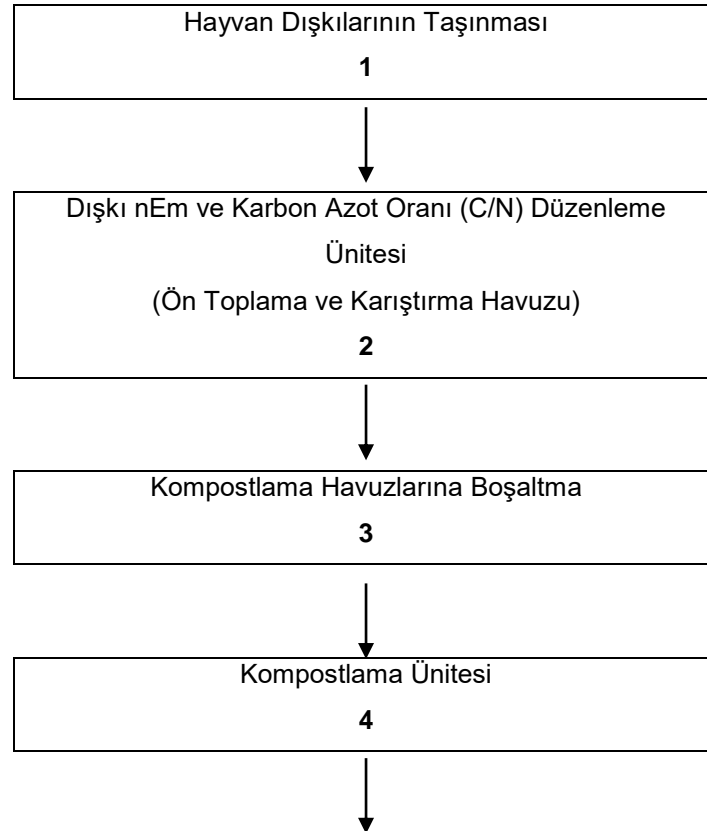 Hayvan Dışkılarının Taşınması
1
Dışkı nEm ve Karbon Azot Oranı (C/N) Düzenleme
Ünitesi
(Ön Toplama ve Karıştırma Havuzu)
2
Kompostlama Havuzlarına Boşaltma
3
Kompostlama Ünitesi
4